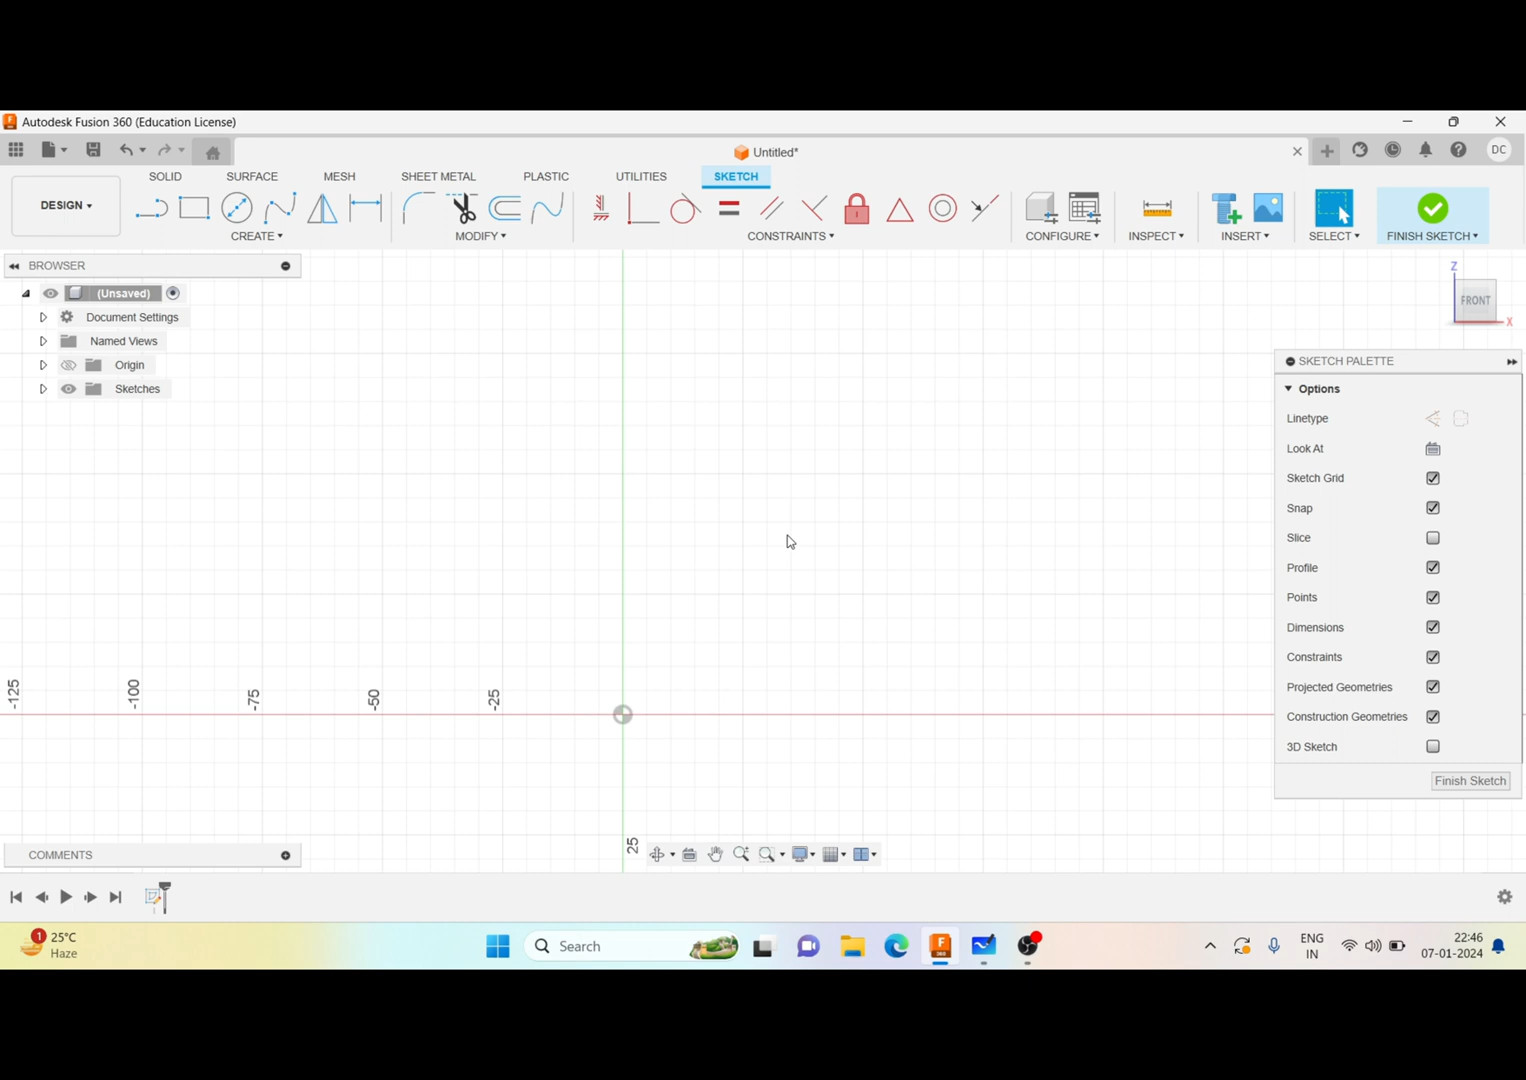 Autodesk Fusion 360 (Education License)
Untitled*
DC
SOLID SURFACE MESH SHEET METAL PLASTIC UTILITIES SKETCH
DESIGN
CREATE MODIFY CONSTRAINTS CONFIGURE INSPECT INSERT SELECT FINISH SKETCH
BROWSER
(Unsaved)
Document Settings
Named Views
Origin
Sketches
Z
FRONT
X
SKETCH PALETTE
Options
Linetype
Look At
Sketch Grid
Snap
Slice
Profile
Points
Dimensions
Constraints
Projected Geometries
Construction Geometries
3D Sketch
Finish Sketch
-125 -100 -75 -50 -25
25
COMMENTS
1
25°C
Haze
Search
F
360
ENG
IN
22:46
07-01-2024